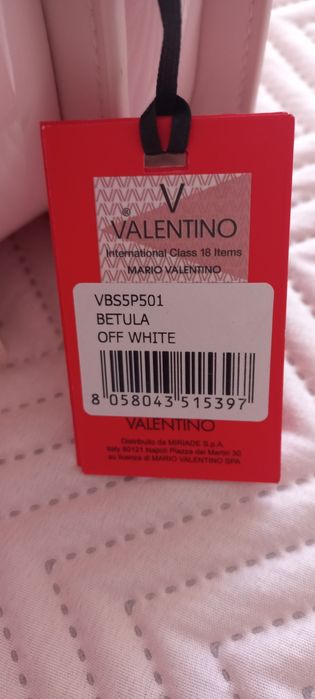 V
® VALENTINO
International Class 18 Items
MARIO VALENTINO
VBS5P501
BETULA
OFF WHITE
8 058043 515397
VALENTINO
Distribuito da MIRIADE S.p.A.
Italy 80121 Napoli Piazza dei Martiri 30
su licenza di MARIO VALENTINO SPA